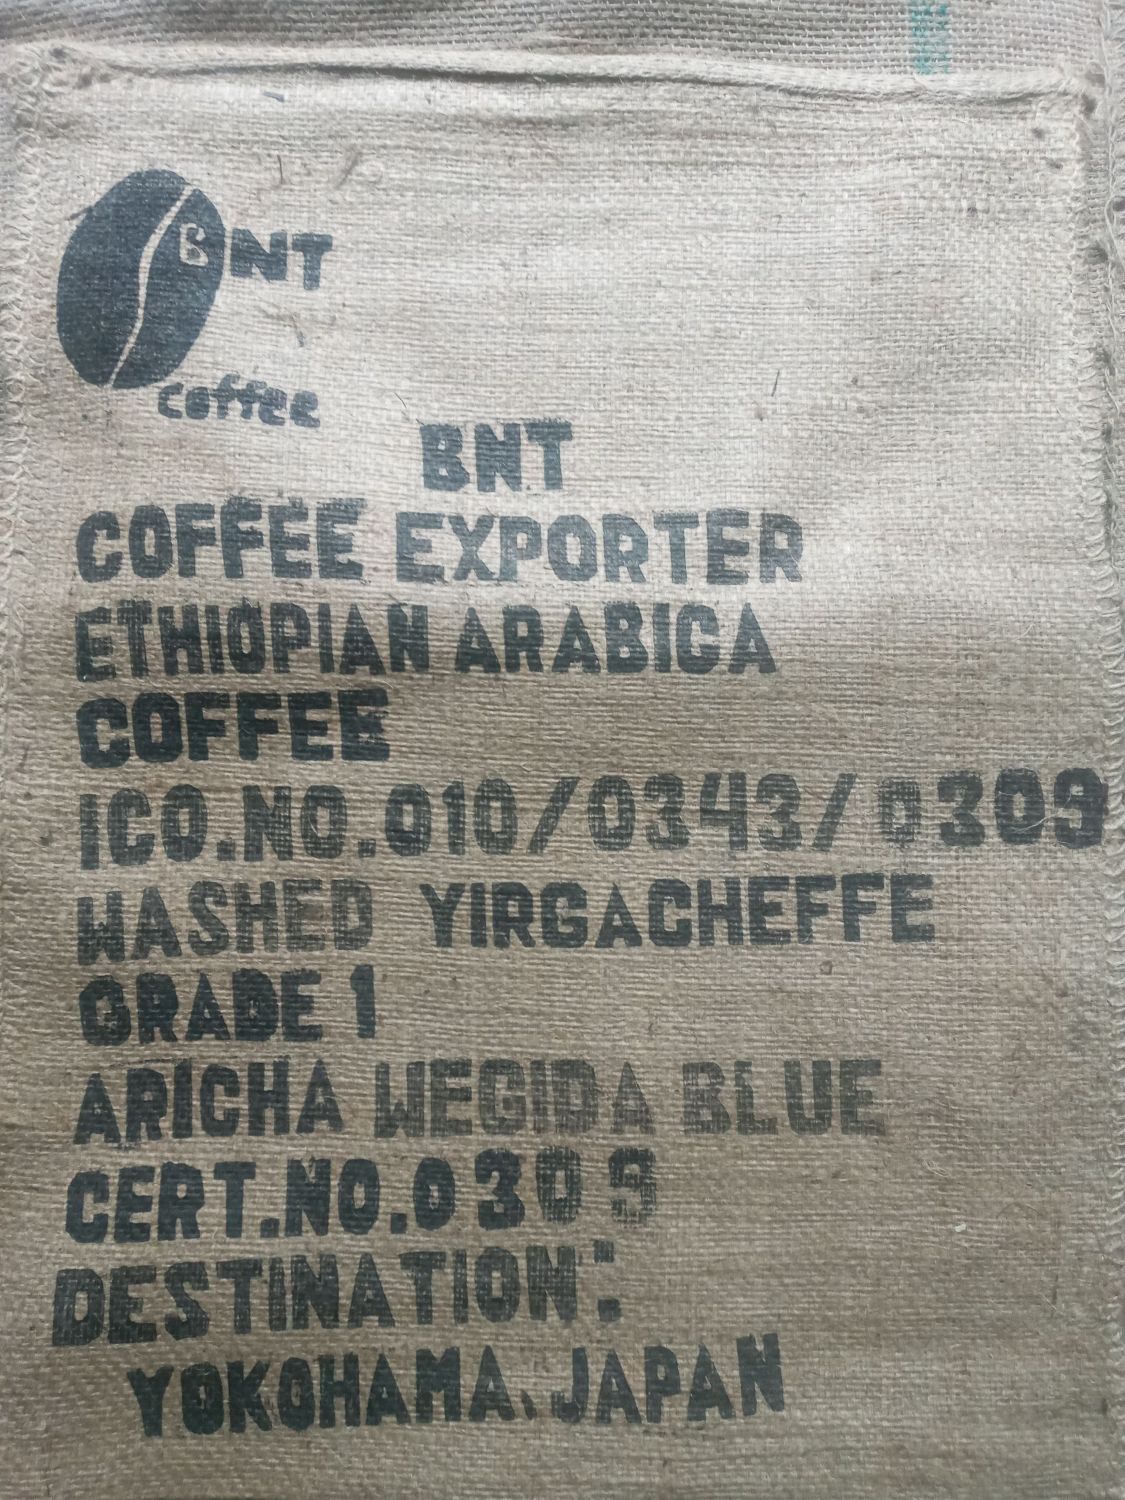 BNT
coffee
BNT
COFFEE EXPORTER
ETHIOPIAN ARABICA
COFFEE
ICO.NO.010/0343/0309
WASHED YIRGACHEFFE
GRADE 1
ARICHA WEGIDA BLUE
CERT.NO.0309
DESTINATION:
YOKOHAMA, JAPAN